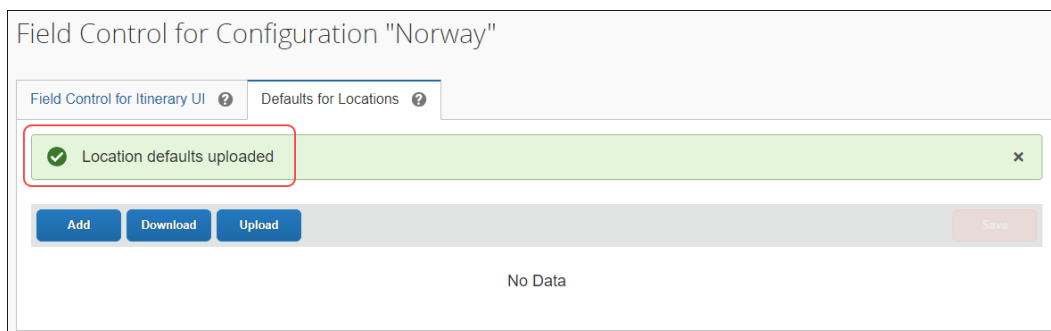 Field Control for Configuration "Norway"
Field Control for Itinerary UI ?
Defaults for Locations ?
Location defaults uploaded ×
Add Download Upload Save
No Data